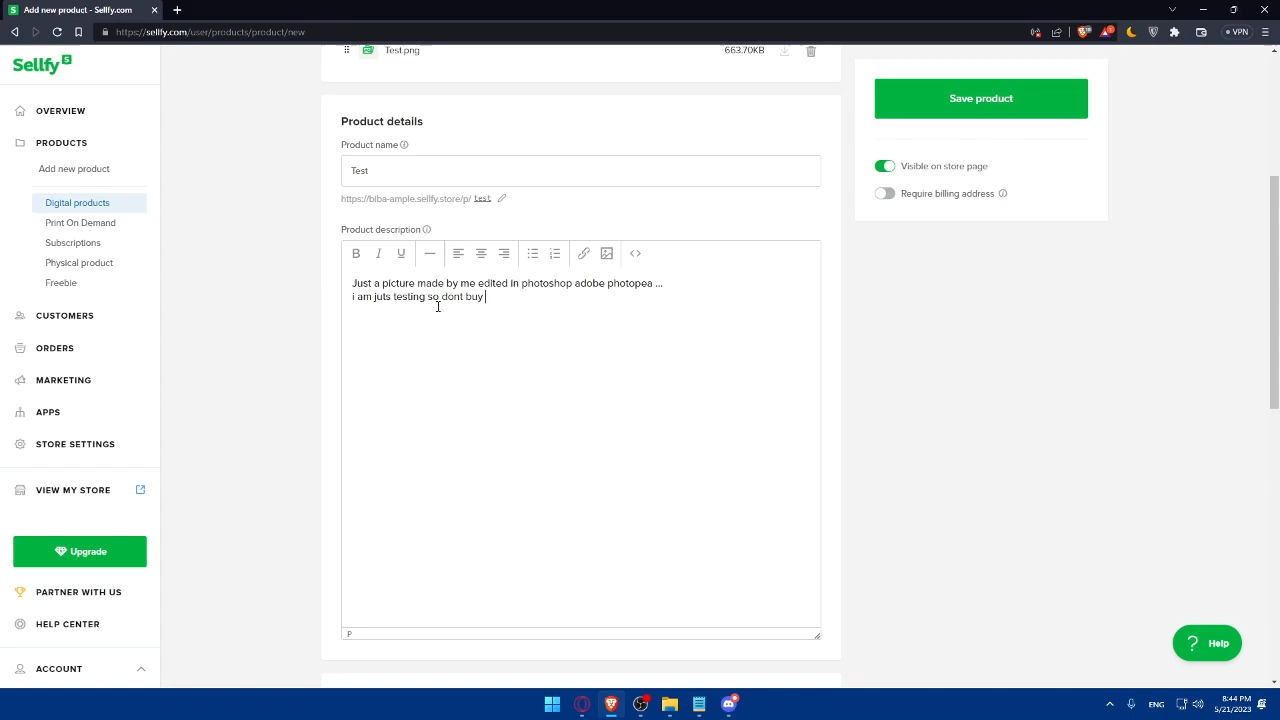 Add new product - Sellfy.com
https://sellfy.com/user/products/product/new
VPN
Sellfy
OVERVIEW
PRODUCTS
Add new product
Digital products
Print On Demand
Subscriptions
Physical product
Freebie
CUSTOMERS
ORDERS
MARKETING
APPS
STORE SETTINGS
VIEW MY STORE
Upgrade
PARTNER WITH US
HELP CENTER
ACCOUNT
Test.png
663.70KB
Product details
Product name
Test
https://biba-ample.sellfy.store/p/ test
Product description
B I U
Just a picture made by me edited in photoshop adobe photopea ...
i am juts testing so dont buy
P
Save product
Visible on store page
Require billing address
? Help
ENG
8:44 PM
5/21/2023